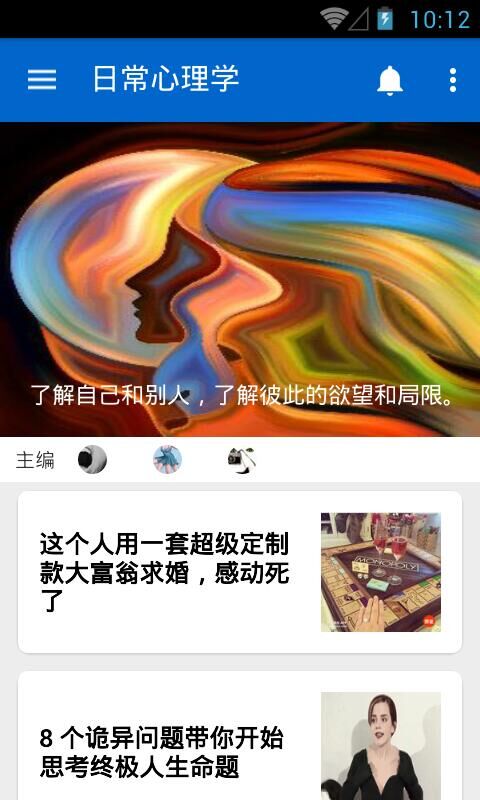 10:12
日常心理学
了解自己和别人，了解彼此的欲望和局限。
主编
这个人用一套超级定制
款大富翁求婚，感动死
了
MONOPOLY
8 个诡异问题带你开始
思考终极人生命题